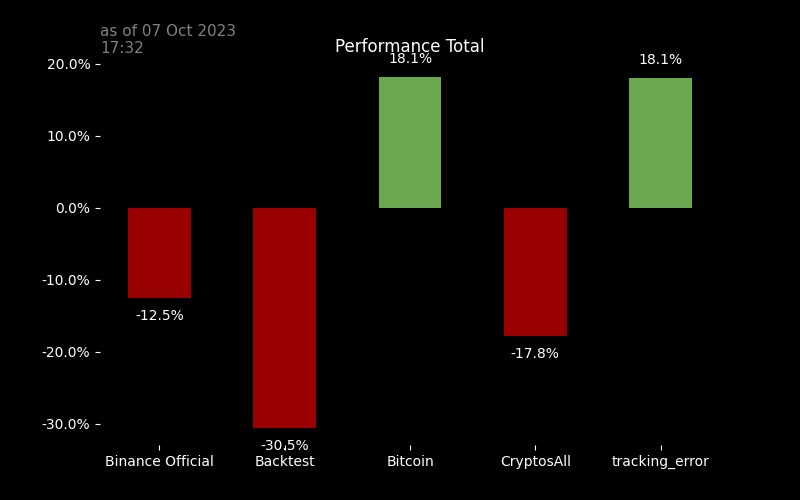 as of 07 Oct 2023
17:32
Performance Total
20.0%
10.0%
0.0%
-10.0%
-20.0%
-30.0%
18.1%
18.1%
-12.5%
-17.8%
-30.5%
Binance Official
Backtest
Bitcoin
CryptosAll
tracking_error